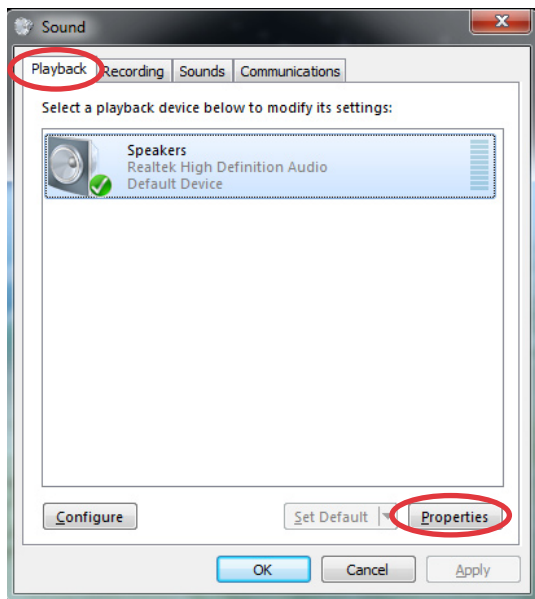 Sound
Playback Recording Sounds Communications
Select a playback device below to modify its settings:
Speakers
Realtek High Definition Audio
Default Device
Configure Set Default Properties
OK Cancel Apply